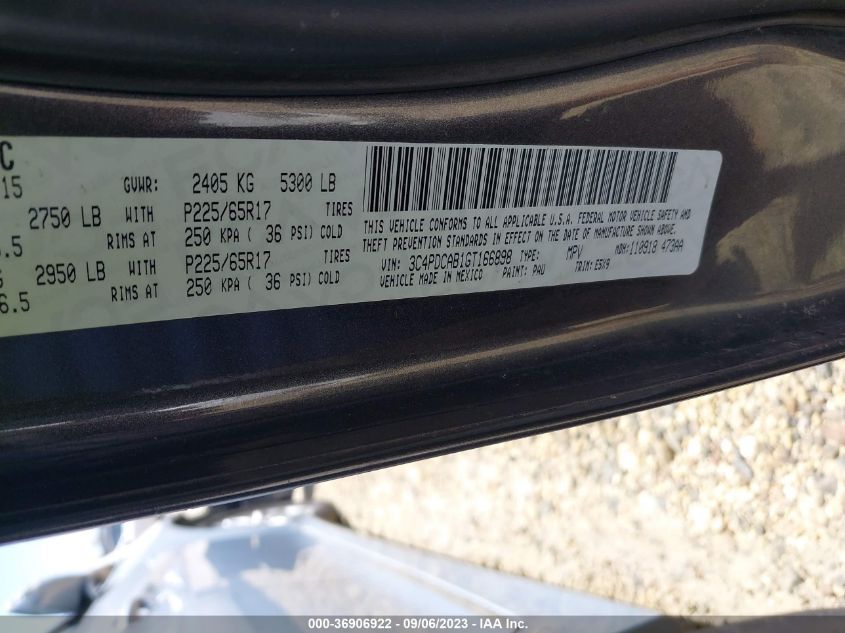 C
15 GVWR: 2405 KG 5300 LB
2750 LB WITH P225/65R17 TIRES
.5 RIMS AT 250 KPA ( 36 PSI) COLD
2950 LB WITH P225/65R17 TIRES
6.5 RIMS AT 250 KPA ( 36 PSI) COLD
THIS VEHICLE CONFORMS TO ALL APPLICABLE U.S.A. FEDERAL MOTOR VEHICLE SAFETY AND
THEFT PREVENTION STANDARDS IN EFFECT ON THE DATE OF MANUFACTURE SHOWN ABOVE.
VIN: 3C4PDCAB1GT166898 TYPE: MPV MDH: 110918 473AA
VEHICLE MADE IN MEXICO PAINT: PAU TRIM: E5X9
000-36906922 - 09/06/2023 - IAA Inc.